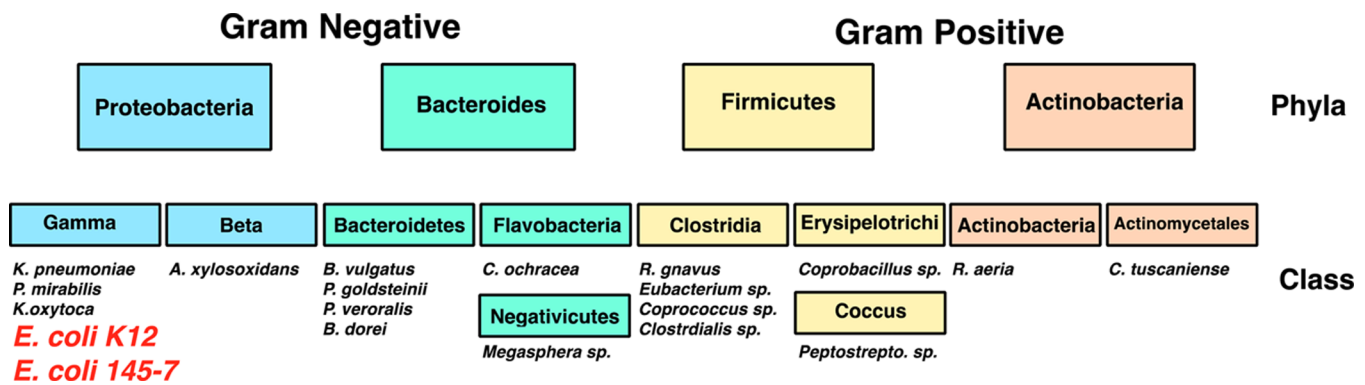 Gram Negative
Gram Positive
Proteobacteria
Bacteroides
Firmicutes
Actinobacteria
Phyla
Gamma
Beta
Bacteroidetes
Flavobacteria
Clostridia
Erysipelotrichi
Actinobacteria
Actinomycetales
K. pneumoniae
P. mirabilis
K.oxytoca
E. coli K12
E. coli 145-7
A. xylosoxidans
B. vulgatus
P. goldsteinii
P. veroralis
B. dorei
C. ochracea
Negativicutes
Megasphera sp.
R. gnavus
Eubacterium sp.
Coprococcus sp.
Clostrdialis sp.
Coprobacillus sp.
Coccus
Peptostrepto. sp.
R. aeria
C. tuscaniense
Class